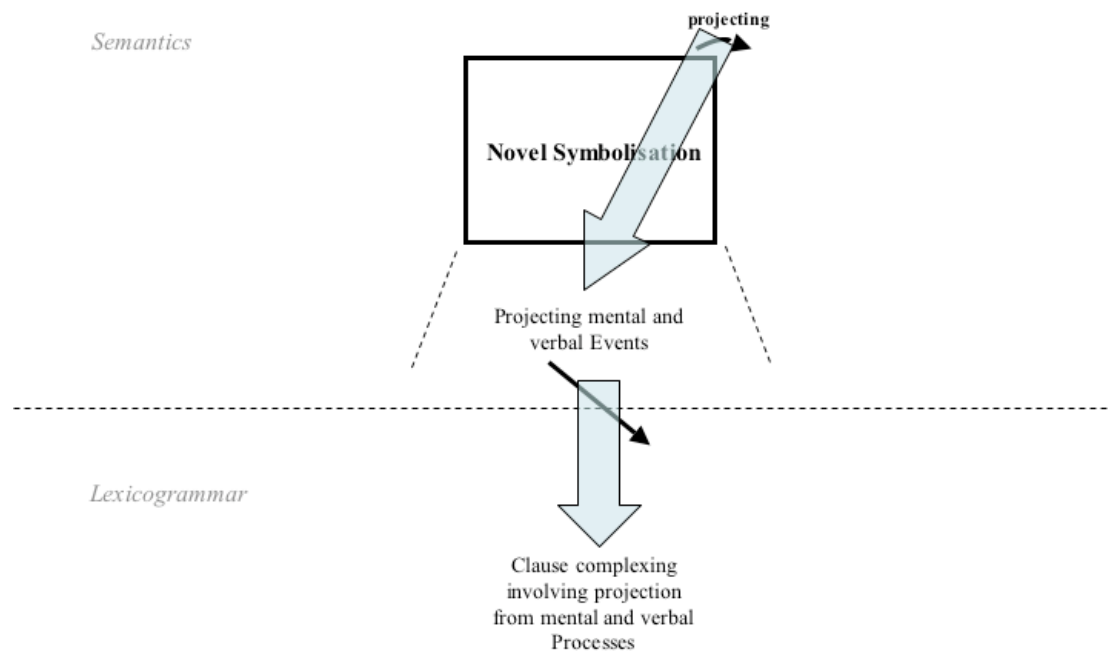 projecting
Semantics
Novel Symbolisation
Projecting mental and
verbal Events
Lexicogrammar
Clause complexing
involving projection
from mental and verbal
Processes